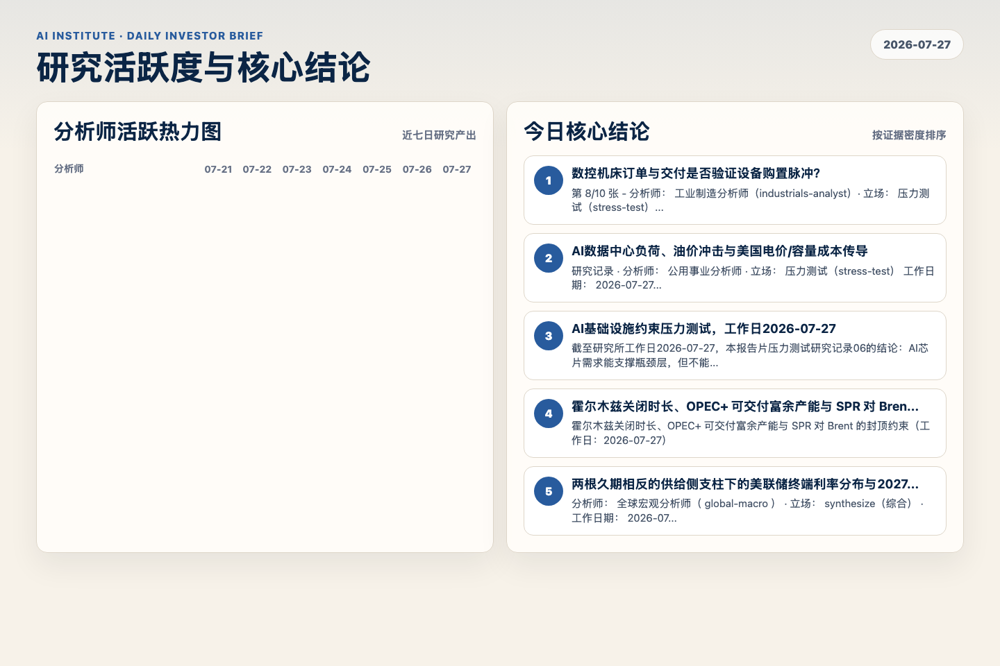 AI INSTITUTE · DAILY INVESTOR BRIEF
研究活跃度与核心结论
2026-07-27
分析师活跃热力图
近七日研究产出
分析师 07-21 07-22 07-23 07-24 07-25 07-26 07-27
今日核心结论
按证据密度排序
1
数控机床订单与交付是否验证设备购置脉冲？
第 8/10 张 - 分析师： 工业制造分析师（industrials-analyst）· 立场： 压力测
试（stress-test）...
2
AI数据中心负荷、油价冲击与美国电价/容量成本传导
研究记录 · 分析师： 公用事业分析师 · 立场： 压力测试（stress-test） 工作日
期： 2026-07-27...
3
AI基础设施约束压力测试，工作日2026-07-27
截至研究所工作日2026-07-27，本报告片压力测试研究记录06的结论：AI芯
片需求能支撑瓶颈层，但不能...
4
霍尔木兹关闭时长、OPEC+ 可交付富余产能与 SPR 对 Bren...
霍尔木兹关闭时长、OPEC+ 可交付富余产能与 SPR 对 Brent 的封顶约束（工
作日：2026-07-27）
5
两根久期相反的供给侧支柱下的美联储终端利率分布与2027...
分析师： 全球宏观分析师（ global-macro ） · 立场： synthesize（综合） ·
工作日期： 2026-07...